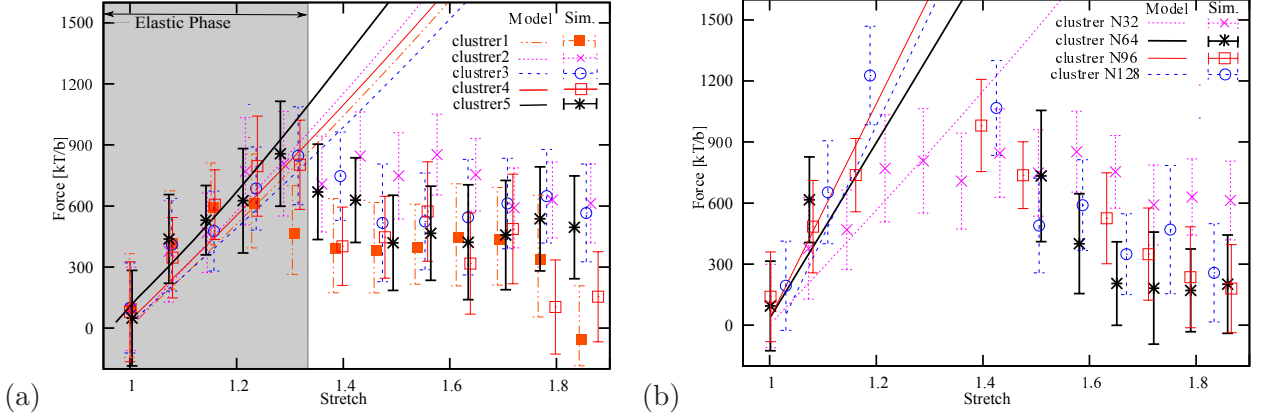 Elastic Phase
Model Sim.
clustrer1
clustrer2
clustrer3
clustrer4
clustrer5
Force [kT/b]
1500
1200
900
600
300
0
1 1.2 1.4 1.6 1.8
Stretch
(a)
Model Sim.
clustrer N32
clustrer N64
clustrer N96
clustrer N128
Force [kT/b]
1500
1200
900
600
300
0
1 1.2 1.4 1.6 1.8
Stretch
(b)